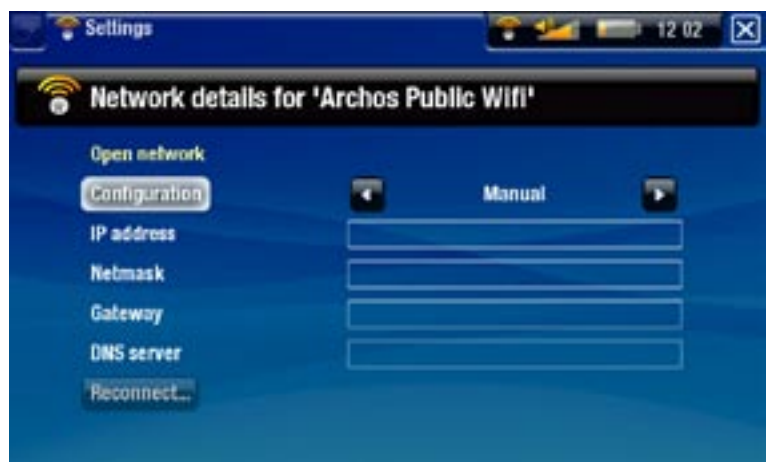 Settings
12 02
Network details for 'Archos Public Wifi'
Open network
Configuration Manual
IP address
Netmask
Gateway
DNS server
Reconnect...